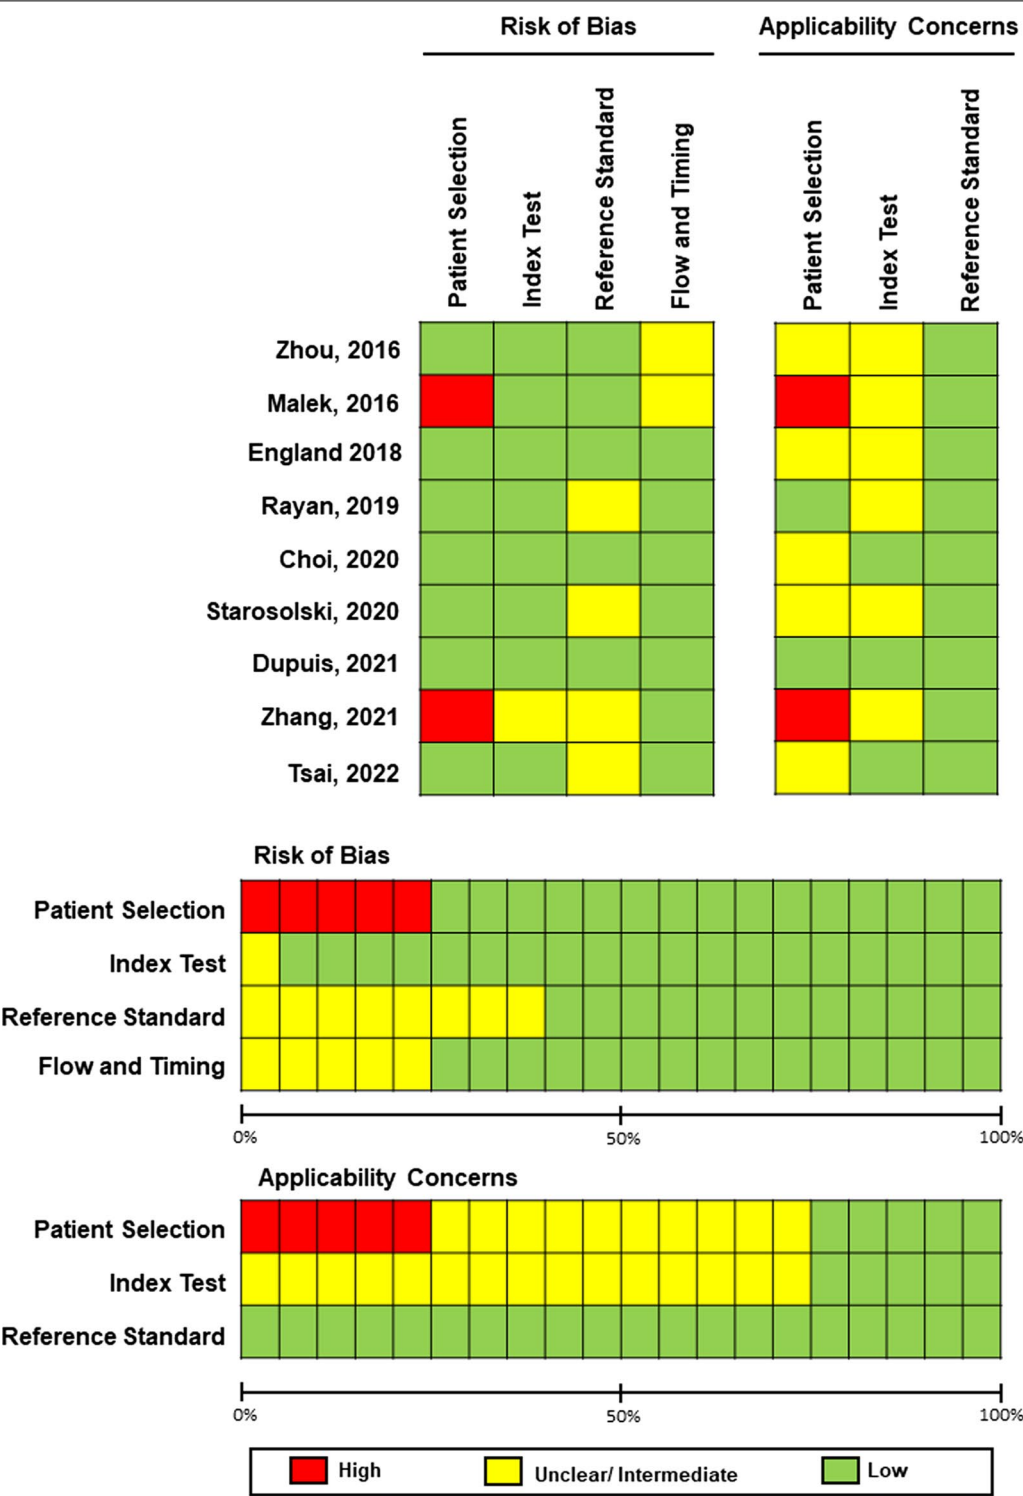 Risk of Bias
Applicability Concerns
Patient Selection
Index Test
Reference Standard
Flow and Timing
Patient Selection
Index Test
Reference Standard
Zhou, 2016
Malek, 2016
England 2018
Rayan, 2019
Choi, 2020
Starosolski, 2020
Dupuis, 2021
Zhang, 2021
Tsai, 2022
Risk of Bias
Patient Selection
Index Test
Reference Standard
Flow and Timing
0% 50% 100%
Applicability Concerns
Patient Selection
Index Test
Reference Standard
0% 50% 100%
High Unclear/ Intermediate Low